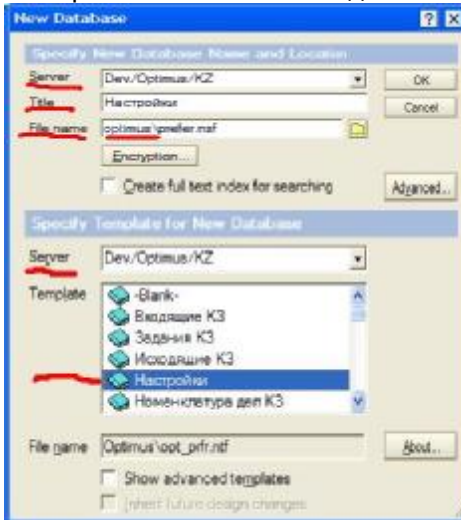 New Database
Specify New Database Name and Location
Server Dev/Optimus/KZ OK
Title Настройки Cancel
File name optimus\prefer.nsf
Encryption...
Create full text index for searching Advanced...
Specify Template for New Database
Server Dev/Optimus/KZ
Template -Blank-
Входящие КЗ
Задания КЗ
Исходящие КЗ
Настройки
Номенклатура дел КЗ
File name Optimus\opt_prfr.ntf About...
Show advanced templates
Inherit future design changes